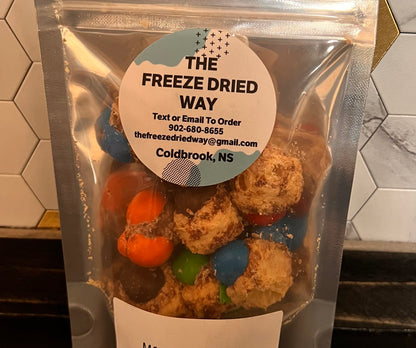 THE
FREEZE DRIED
WAY
Text or Email To Order
902-680-8655
thefreezedriedway@gmail.com
Coldbrook, NS